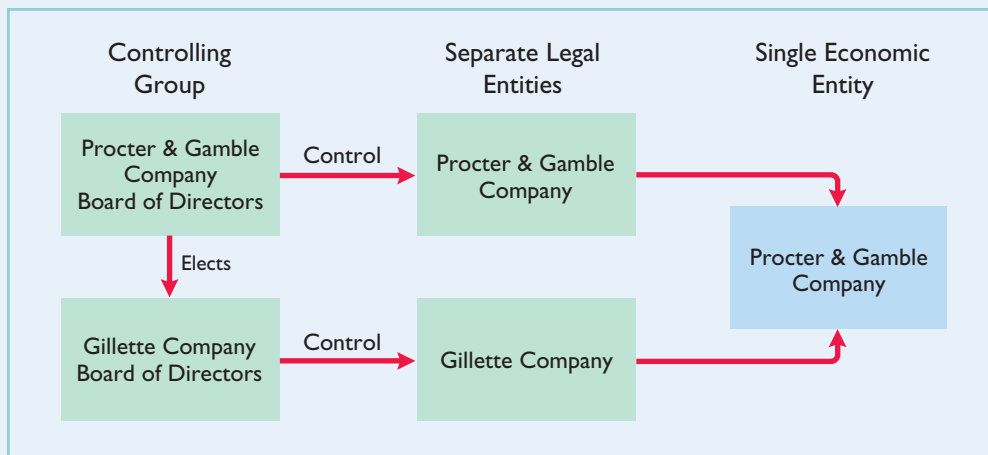 Controlling
Group
Separate Legal
Entities
Single Economic
Entity
Procter & Gamble
Company
Board of Directors
Control
Procter & Gamble
Company
Elects
Procter & Gamble
Company
Gillette Company
Board of Directors
Control
Gillette Company